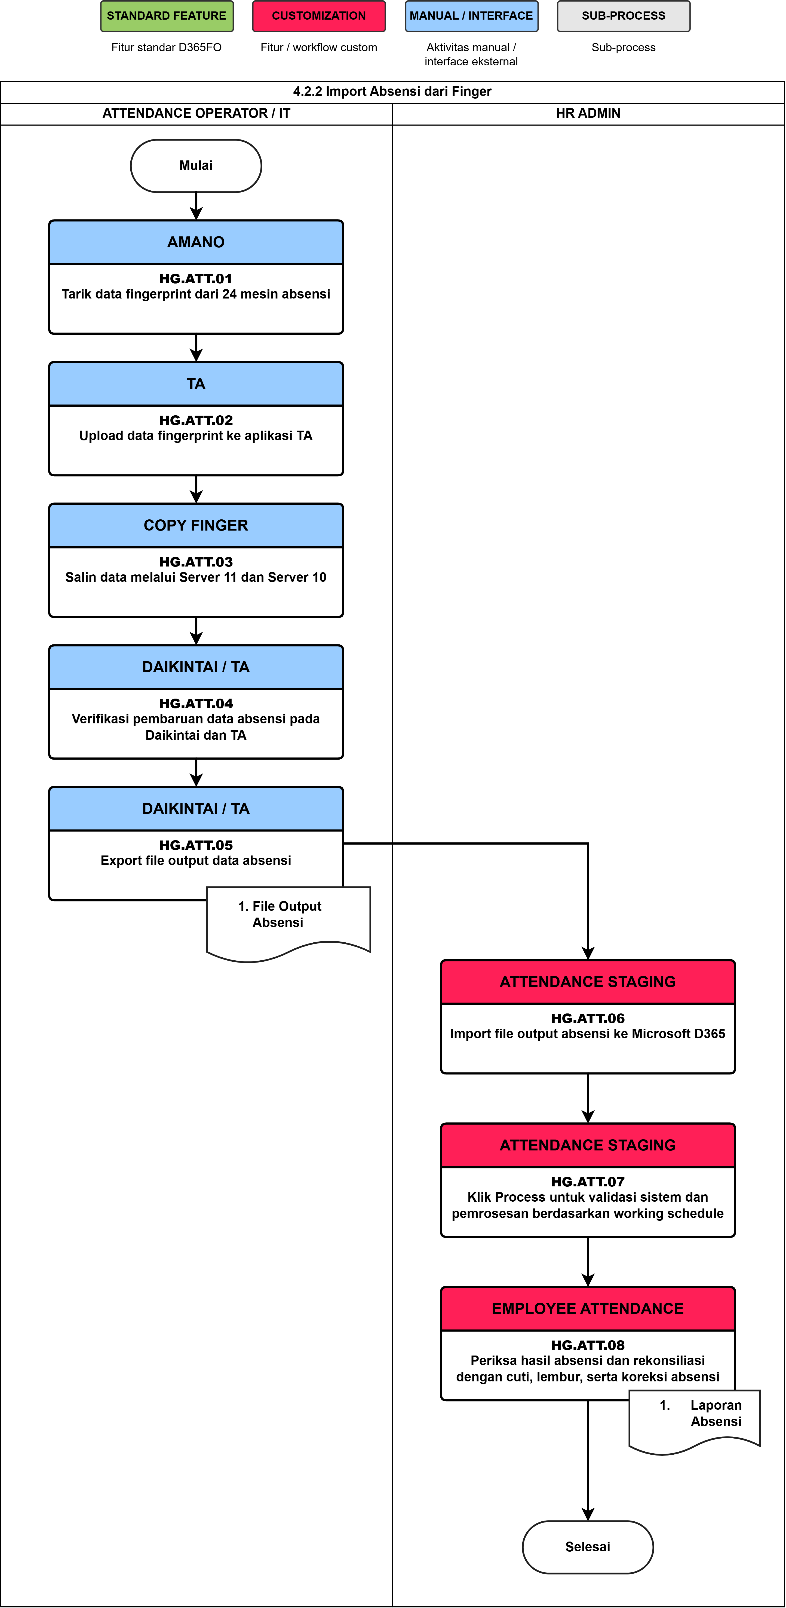 STANDARD FEATURE
CUSTOMIZATION
MANUAL / INTERFACE
SUB-PROCESS
Fitur standar D365FO
Fitur / workflow custom
Aktivitas manual /
interface eksternal
Sub-process
4.2.2 Import Absensi dari Finger
ATTENDANCE OPERATOR / IT
HR ADMIN
Mulai
AMANO
HG.ATT.01
Tarik data fingerprint dari 24 mesin absensi
TA
HG.ATT.02
Upload data fingerprint ke aplikasi TA
COPY FINGER
HG.ATT.03
Salin data melalui Server 11 dan Server 10
DAIKINTAI / TA
HG.ATT.04
Verifikasi pembaruan data absensi pada
Daikintai dan TA
DAIKINTAI / TA
HG.ATT.05
Export file output data absensi
1. File Output
Absensi
ATTENDANCE STAGING
HG.ATT.06
Import file output absensi ke Microsoft D365
ATTENDANCE STAGING
HG.ATT.07
Klik Process untuk validasi sistem dan
pemrosesan berdasarkan working schedule
EMPLOYEE ATTENDANCE
HG.ATT.08
Periksa hasil absensi dan rekonsiliasi
dengan cuti, lembur, serta koreksi absensi
1. Laporan
Absensi
Selesai